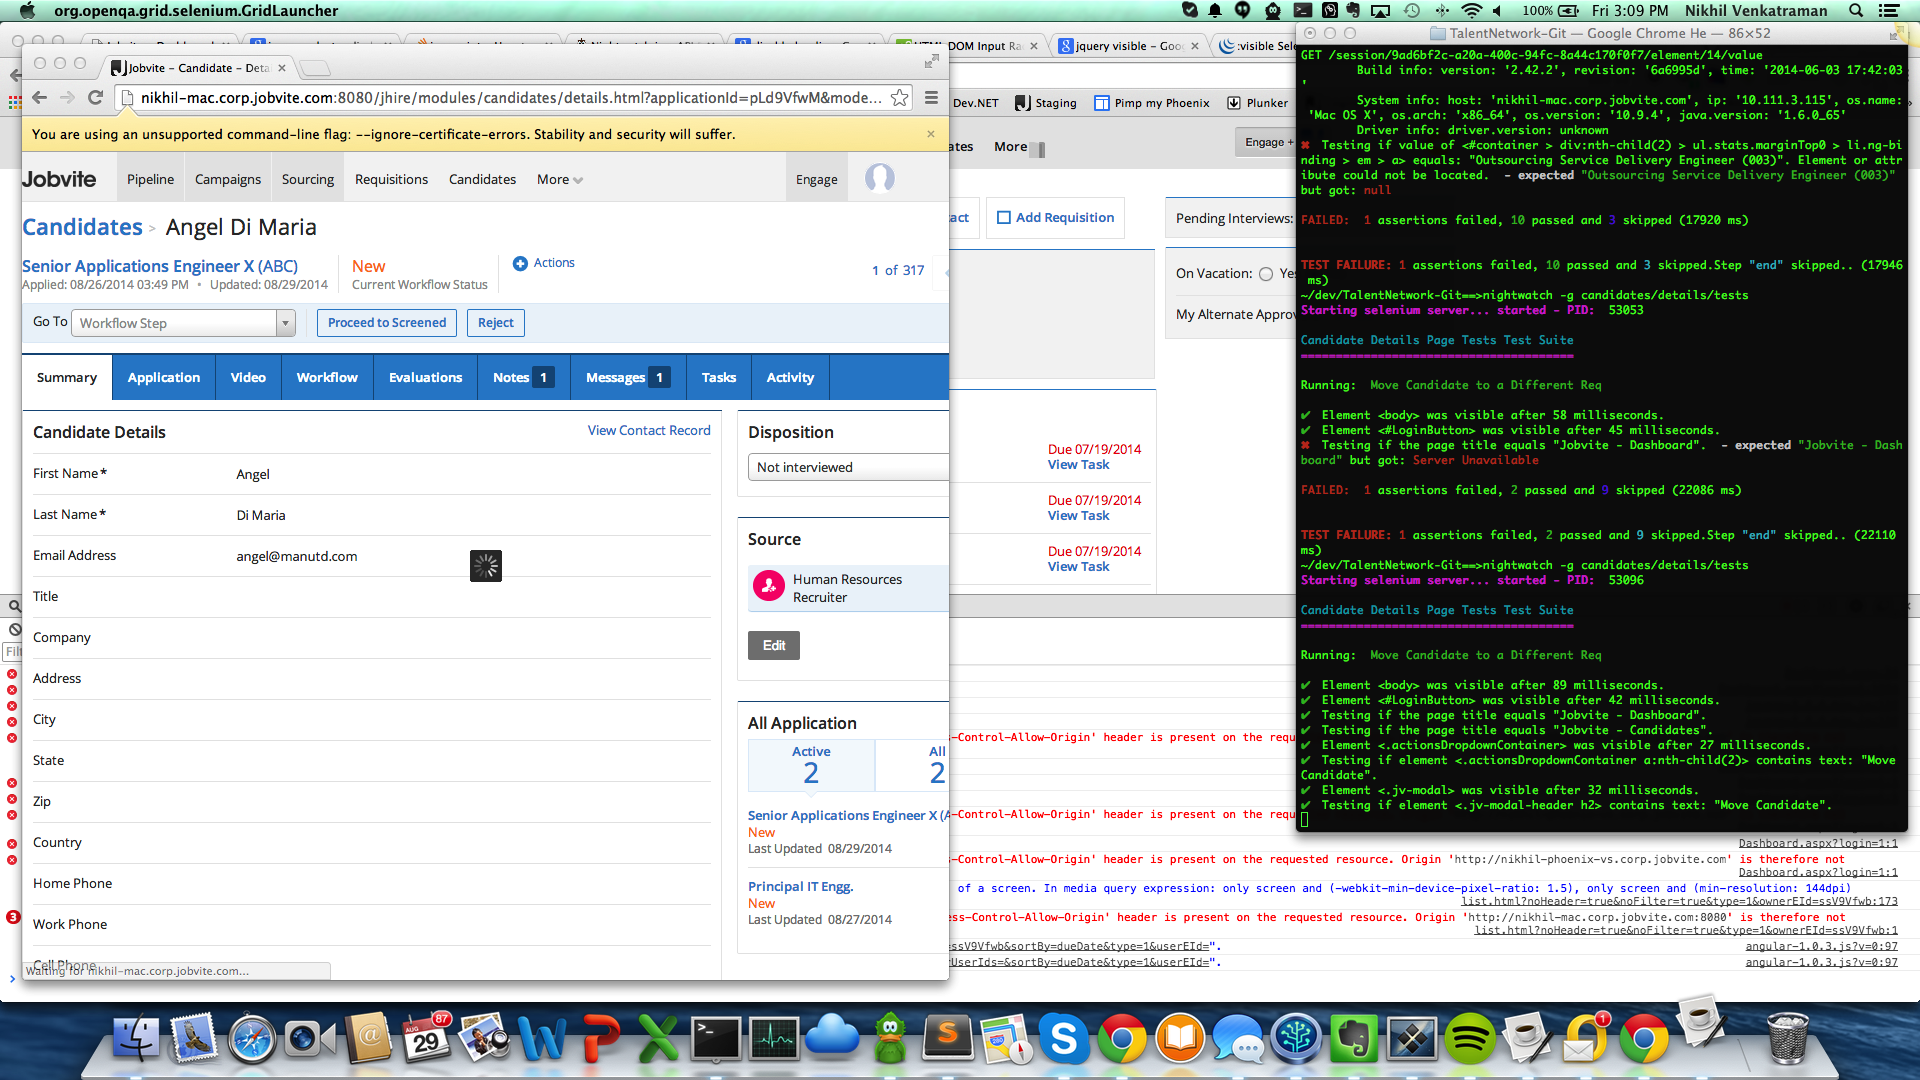 org.openqa.grid.selenium.GridLauncher
100%
Fri 3:09 PM
Nikhil Venkatraman
jquery visible – Goo
:visible Sele
Jobvite – Candidate – Deta
nikhil-mac.corp.jobvite.com:8080/jhire/modules/candidates/details.html?applicationId=pLd9VfwM&mode...
You are using an unsupported command-line flag: --ignore-certificate-errors. Stability and security will suffer.
Jobvite
Pipeline
Campaigns
Sourcing
Requisitions
Candidates
More
Engage
Candidates > Angel Di Maria
Senior Applications Engineer X (ABC)
Applied: 08/26/2014 03:49 PM • Updated: 08/29/2014
New
Current Workflow Status
Actions
1 of 317
Go To
Workflow Step
Proceed to Screened
Reject
Summary
Application
Video
Workflow
Evaluations
Notes 1
Messages 1
Tasks
Activity
Candidate Details
View Contact Record
First Name*
Angel
Last Name*
Di Maria
Email Address
angel@manutd.com
Title
Company
Address
City
State
Zip
Country
Home Phone
Work Phone
Cell Phone
Waiting for nikhil-mac.corp.jobvite.com...
Disposition
Not interviewed
Source
Human Resources
Recruiter
Edit
All Application
Active
2
All
2
Senior Applications Engineer X (A
New
Last Updated 08/29/2014
Principal IT Engg.
New
Last Updated 08/27/2014
Dev.NET
Staging
Pimp my Phoenix
Plunker
ates
More
Engage +
act
Add Requisition
Pending Interviews:
On Vacation:
Yes
My Alternate Approv
Due 07/19/2014
View Task
Due 07/19/2014
View Task
Due 07/19/2014
View Task
s-Control-Allow-Origin' header is present on the requ
s-Control-Allow-Origin' header is present on the requ
Dashboard.aspx?login=1:1
s-Control-Allow-Origin' header is present on the requested resource. Origin 'http://nikhil-phoenix-vs.corp.jobvite.com' is therefore not
Dashboard.aspx?login=1:1
of a screen. In media query expression: only screen and (-webkit-min-device-pixel-ratio: 1.5), only screen and (min-resolution: 144dpi)
list.html?noHeader=true&noFilter=true&type=1&ownerEId=ssV9Vfwb:173
ess-Control-Allow-Origin' header is present on the requested resource. Origin 'http://nikhil-mac.corp.jobvite.com:8080' is therefore not
list.html?noHeader=true&noFilter=true&type=1&ownerEId=ssV9Vfwb:1
=ssV9Vfwb&sortBy=dueDate&type=1&userEId=".
angular-1.0.3.js?v=0:97
rUserIds=&sortBy=dueDate&type=1&userEId=".
angular-1.0.3.js?v=0:97
3
TalentNetwork-Git — Google Chrome He — 86×52
GET /session/9ad6bf2c-a20a-400c-94fc-8a44c170f0f7/element/14/value
Build info: version: '2.42.2', revision: '6a6995d', time: '2014-06-03 17:42:03
'
System info: host: 'nikhil-mac.corp.jobvite.com', ip: '10.111.3.115', os.name:
'Mac OS X', os.arch: 'x86_64', os.version: '10.9.4', java.version: '1.6.0_65'
Driver info: driver.version: unknown
✖ Testing if value of <#container > div:nth-child(2) > ul.stats.marginTop0 > li.ng-bi
nding > em > a> equals: "Outsourcing Service Delivery Engineer (003)". Element or attr
ibute could not be located. - expected "Outsourcing Service Delivery Engineer (003)"
but got: null
FAILED: 1 assertions failed, 10 passed and 3 skipped (17920 ms)
TEST FAILURE: 1 assertions failed, 10 passed and 3 skipped.Step "end" skipped.. (17946
ms)
~/dev/TalentNetwork-Git==>nightwatch -g candidates/details/tests
Starting selenium server... started - PID: 53053
Candidate Details Page Tests Test Suite
=======================================
Running: Move Candidate to a Different Req
✔ Element <body> was visible after 58 milliseconds.
✔ Element <#LoginButton> was visible after 45 milliseconds.
✖ Testing if the page title equals "Jobvite - Dashboard". - expected "Jobvite - Dash
board" but got: Server Unavailable
FAILED: 1 assertions failed, 2 passed and 9 skipped (22086 ms)
TEST FAILURE: 1 assertions failed, 2 passed and 9 skipped.Step "end" skipped.. (22110
ms)
~/dev/TalentNetwork-Git==>nightwatch -g candidates/details/tests
Starting selenium server... started - PID: 53096
Candidate Details Page Tests Test Suite
=======================================
Running: Move Candidate to a Different Req
✔ Element <body> was visible after 89 milliseconds.
✔ Element <#LoginButton> was visible after 42 milliseconds.
✔ Testing if the page title equals "Jobvite - Dashboard".
✔ Testing if the page title equals "Jobvite - Candidates".
✔ Element <.actionsDropdownContainer> was visible after 27 milliseconds.
✔ Testing if element <.actionsDropdownContainer a:nth-child(2)> contains text: "Move
Candidate".
✔ Element <.jv-modal> was visible after 32 milliseconds.
✔ Testing if element <.jv-modal-header h2> contains text: "Move Candidate".
AUG
29
87
1